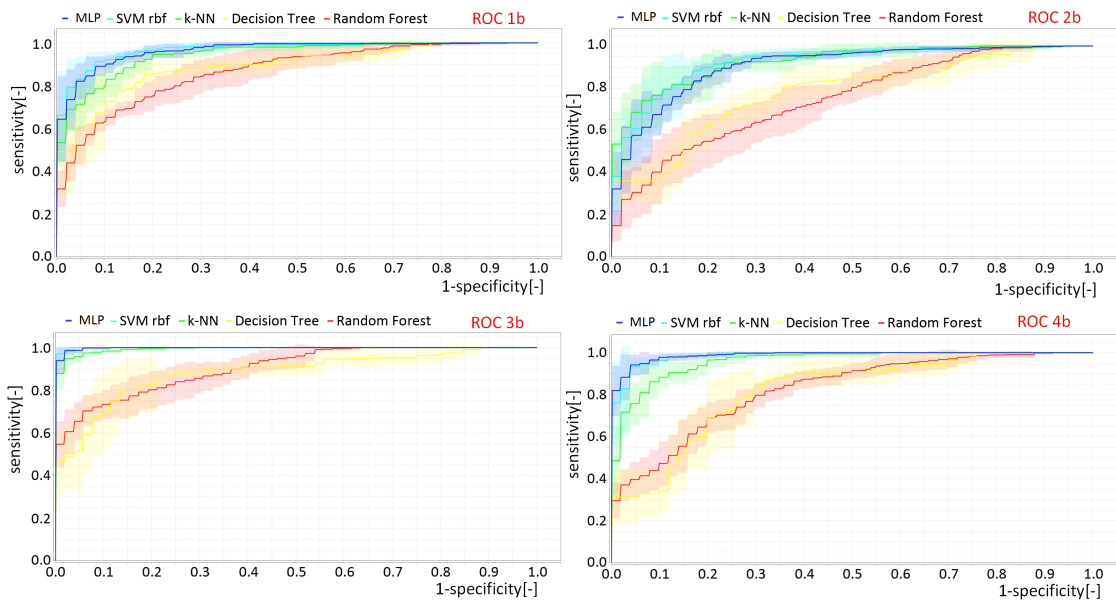 MLP SVM rbf k-NN Decision Tree Random Forest ROC 1b
1.0
0.8
0.6
0.4
0.2
0.0
sensitivity[-]
0.0 0.1 0.2 0.3 0.4 0.5 0.6 0.7 0.8 0.9 1.0
1-specificity[-]
MLP SVM rbf k-NN Decision Tree Random Forest ROC 2b
1.0
0.8
0.6
0.4
0.2
0.0
sensitivity[-]
0.0 0.1 0.2 0.3 0.4 0.5 0.6 0.7 0.8 0.9 1.0
1-specificity[-]
MLP SVM rbf k-NN Decision Tree Random Forest ROC 3b
1.0
0.8
0.6
0.4
0.2
0.0
sensitivity[-]
0.0 0.1 0.2 0.3 0.4 0.5 0.6 0.7 0.8 0.9 1.0
1-specificity[-]
MLP SVM rbf k-NN Decision Tree Random Forest ROC 4b
1.0
0.8
0.6
0.4
0.2
0.0
sensitivity[-]
0.0 0.1 0.2 0.3 0.4 0.5 0.6 0.7 0.8 0.9 1.0
1-specificity[-]